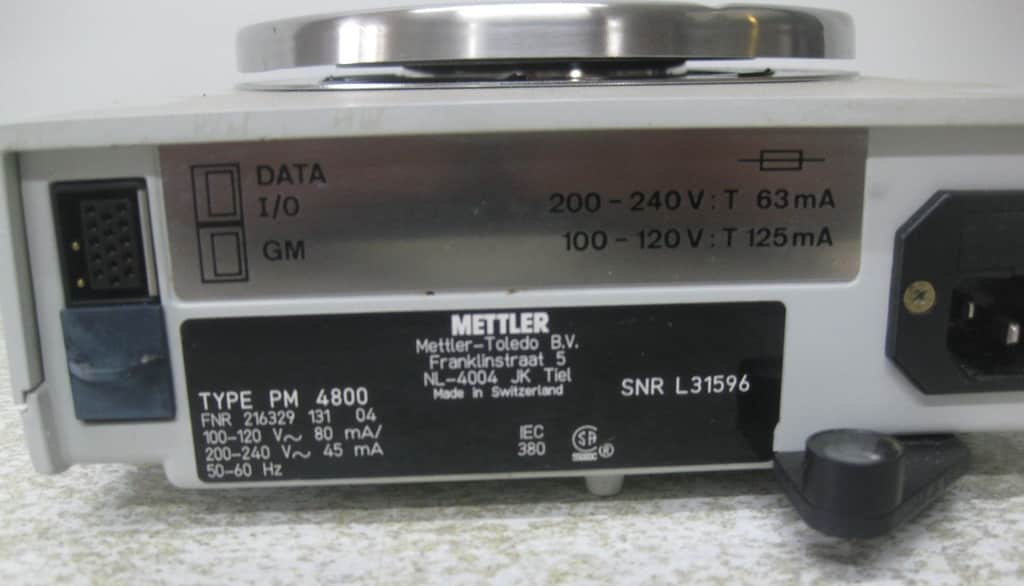 DATA
I/O
GM
200-240 V: T 63 mA
100-120 V: T 125 mA
METTLER
Mettler-Toledo B.V.
Franklinstraat 5
NL-4004 JK Tiel
Made in Switzerland
TYPE PM 4800
FNR 216329 131 04
100-120 V~ 80 mA/
200-240 V~ 45 mA
50-60 Hz
IEC
380
SA
®
SNR L31596